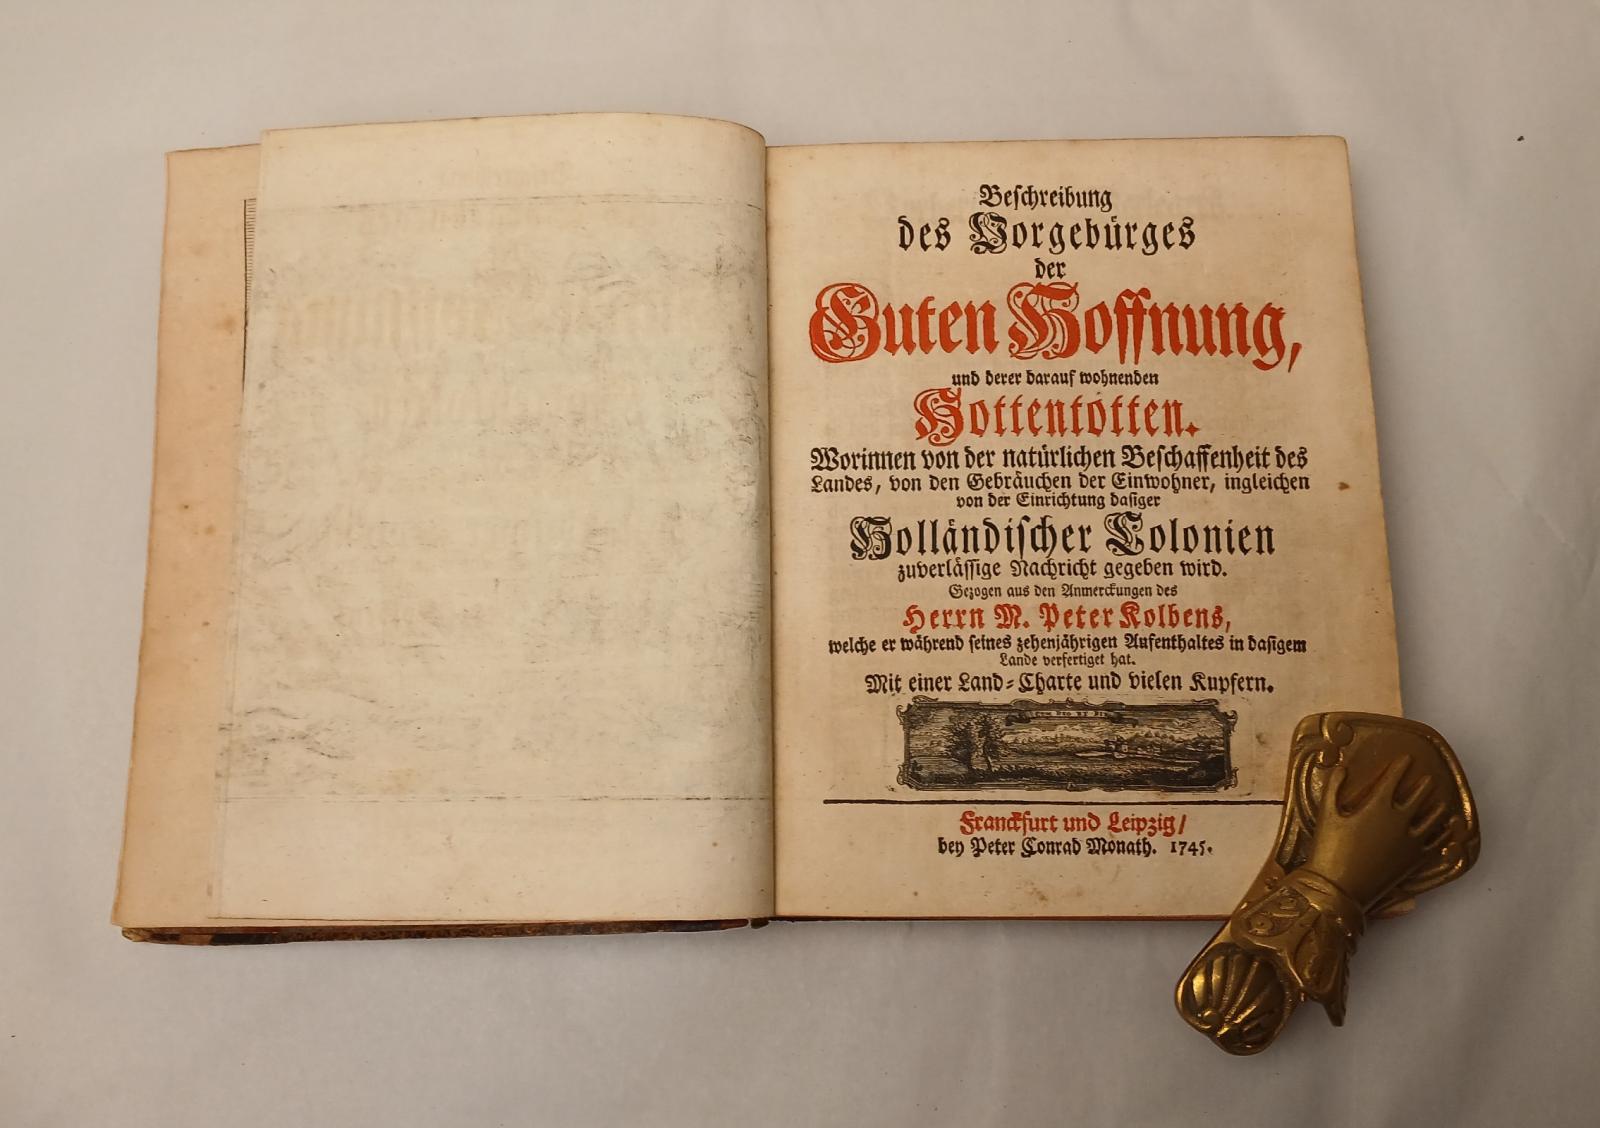 Beſchreibung
des Vorgebürges
der
Guten Hoffnung,
und derer darauf wohnenden
Hottentotten.
Worinnen von der natürlichen Beſchaffenheit des
Landes, von den Gebräuchen der Einwohner, ingleichen
von der Einrichtung daſiger
Holländiſcher Colonien
zuverläſſige Nachricht gegeben wird.
Gezogen aus den Anmerckungen des
Herrn M. Peter Kolbens,
welche er während ſeines zehenjährigen Aufenthaltes in daſigem
Lande verfertiget hat.
Mit einer Land-Charte und vielen Kupfern.
Franckfurt und Leipzig/
bey Peter Conrad Monath. 1745.